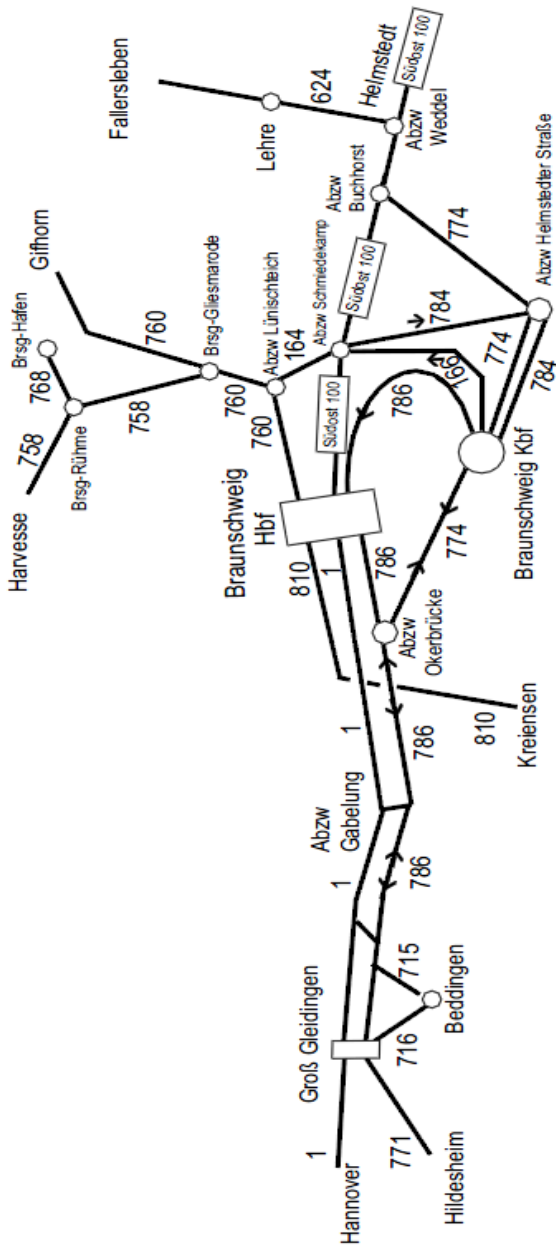 Fallersleben
624
Lehre
Helmstedt
Südost 100
Abzw
Weddel
Abzw
Buchhorst
774
Abzw Helmstedter Straße
Gifhorn
Brsg-Hafen
768
760
Brsg-Gliesmarode
Abzw Lünischteich
Abzw Schmiedekamp
Südost 100
164
784
774
784
758
758
Brsg-Rühme
Harvesse
760
760
Südost 100
786
Braunschweig
Hbf
810
1
786
Braunschweig Kbf
774
Abzw
Okerbrücke
1
786
810
Kreiensen
Abzw
Gabelung
1
786
Groß Gleidingen
715
716
Beddingen
1
Hannover
771
Hildesheim